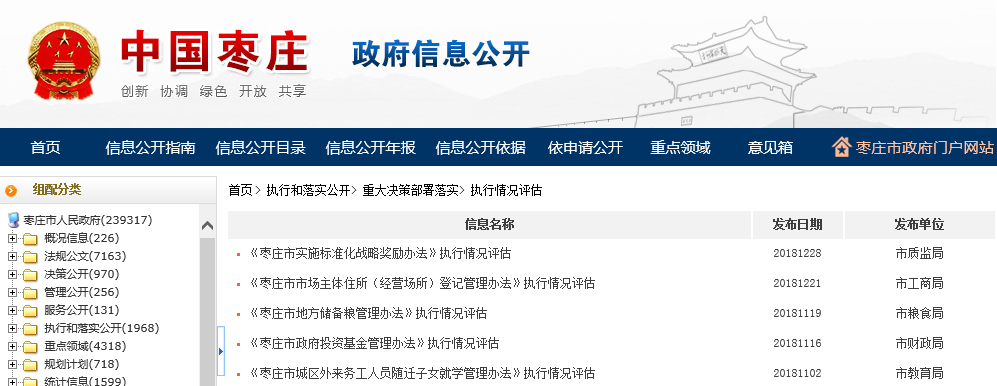 中国枣庄
政府信息公开
创新 协调 绿色 开放 共享
首页 信息公开指南 信息公开目录 信息公开年报 信息公开依据 依申请公开 重点领域 意见箱 枣庄市政府门户网站
组配分类
枣庄市人民政府(239317)
概况信息(226)
法规公文(7163)
决策公开(970)
管理公开(256)
服务公开(131)
执行和落实公开(1968)
重点领域(4318)
规划计划(718)
统计信息(1599)
首页> 执行和落实公开> 重大决策部署落实> 执行情况评估
信息名称 发布日期 发布单位
《枣庄市实施标准化战略奖励办法》执行情况评估 20181228 市质监局
《枣庄市市场主体住所（经营场所）登记管理办法》执行情况评估 20181221 市工商局
《枣庄市地方储备粮管理办法》执行情况评估 20181119 市粮食局
《枣庄市政府投资基金管理办法》执行情况评估 20181116 市财政局
《枣庄市城区外来务工人员随迁子女就学管理办法》执行情况评估 20181102 市教育局